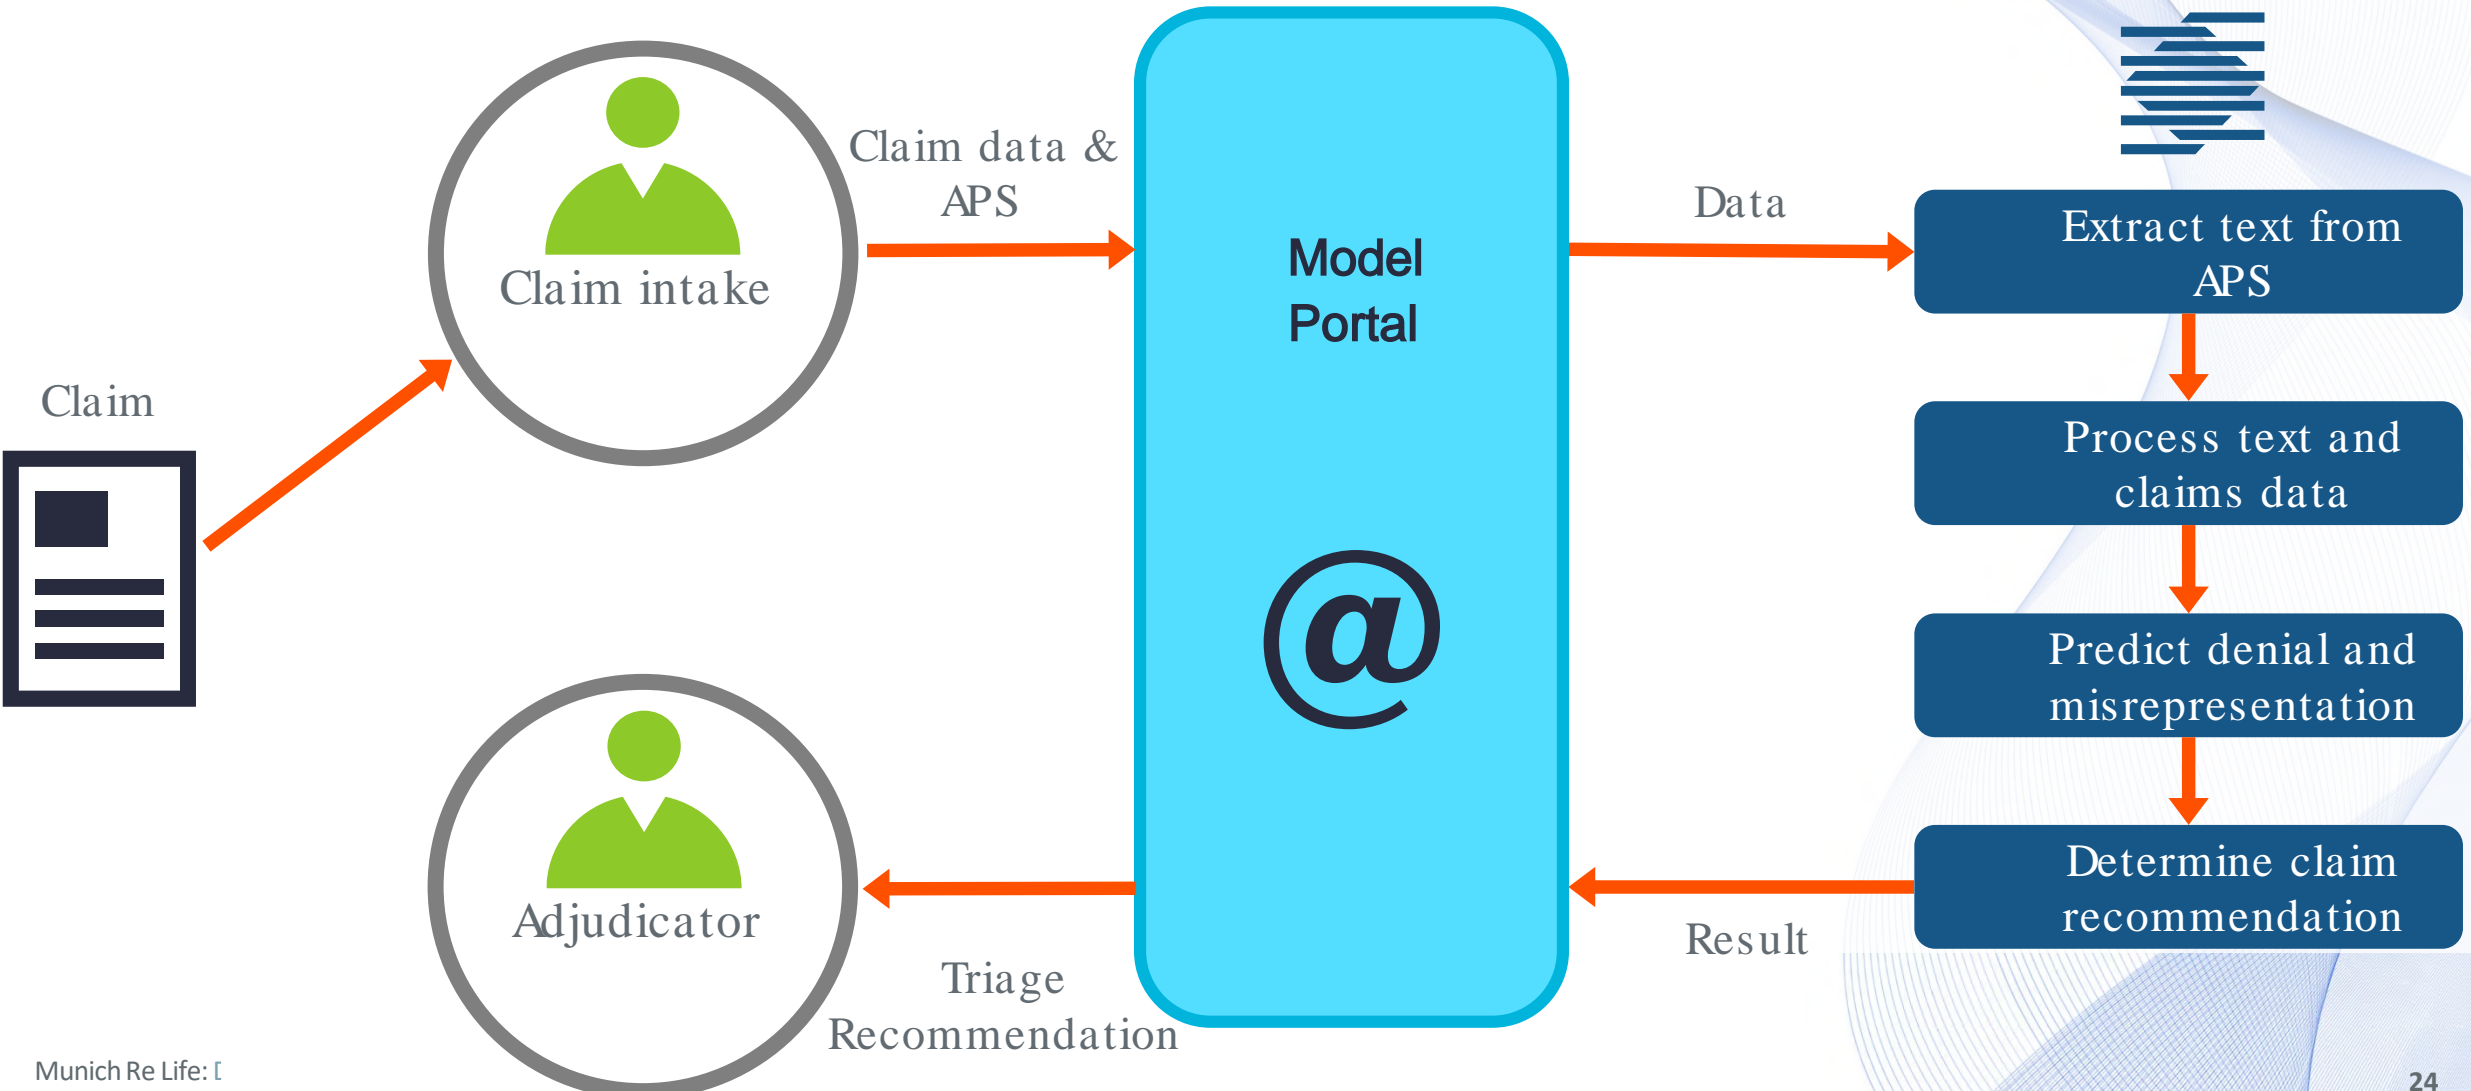 Claim
Claim intake
Claim data &
APS
Model
Portal
@
Data
Extract text from
APS
Process text and
claims data
Predict denial and
misrepresentation
Determine claim
recommendation
Result
Triage
Recommendation
Adjudicator
Munich Re Life:
24